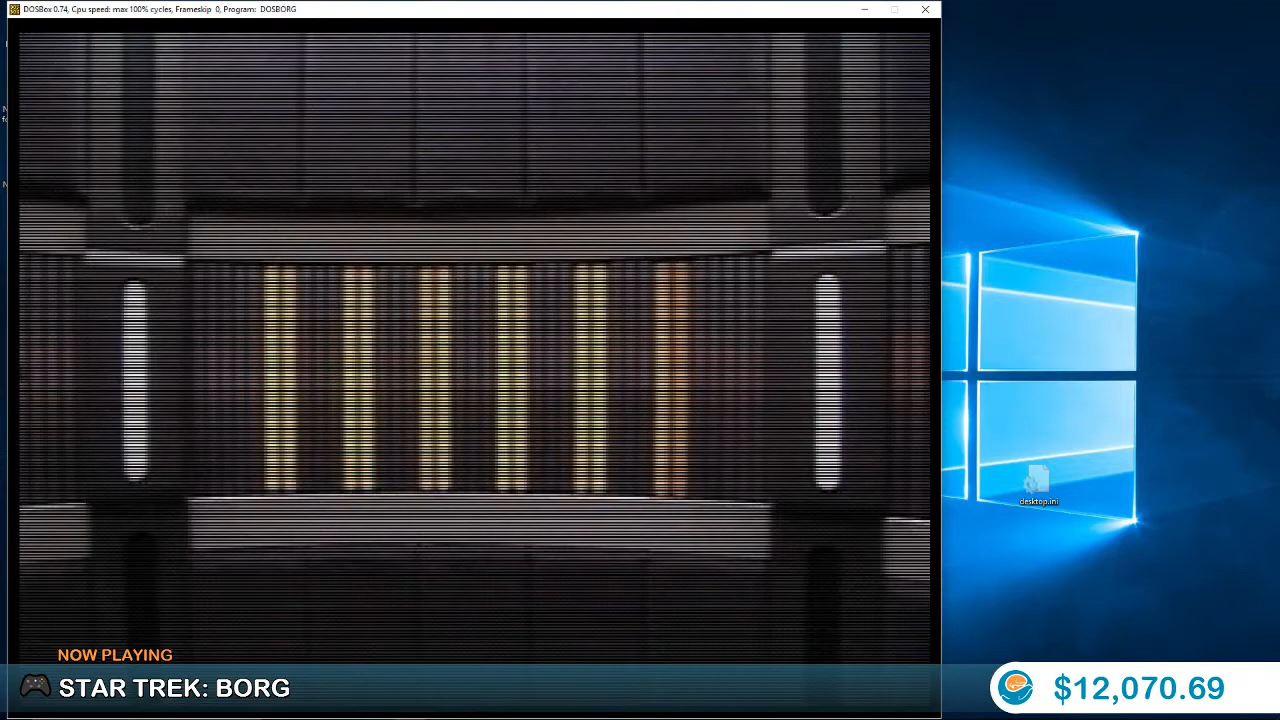 DOSBox 0.74, Cpu speed: max 100% cycles, Frameskip 0, Program: DOSBORG
desktop.ini
NOW PLAYING
STAR TREK: BORG
$12,070.69